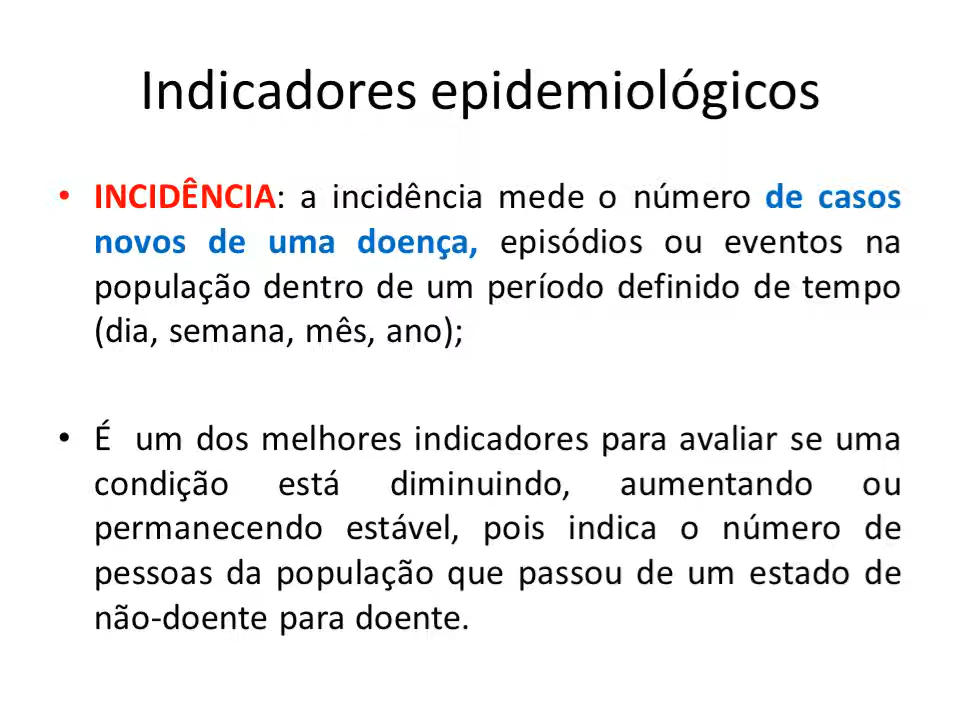 Indicadores epidemiológicos
• INCIDÊNCIA: a incidência mede o número de casos
novos de uma doença, episódios ou eventos na
população dentro de um período definido de tempo
(dia, semana, mês, ano);
• É um dos melhores indicadores para avaliar se uma
condição está diminuindo, aumentando ou
permanecendo estável, pois indica o número de
pessoas da população que passou de um estado de
não-doente para doente.